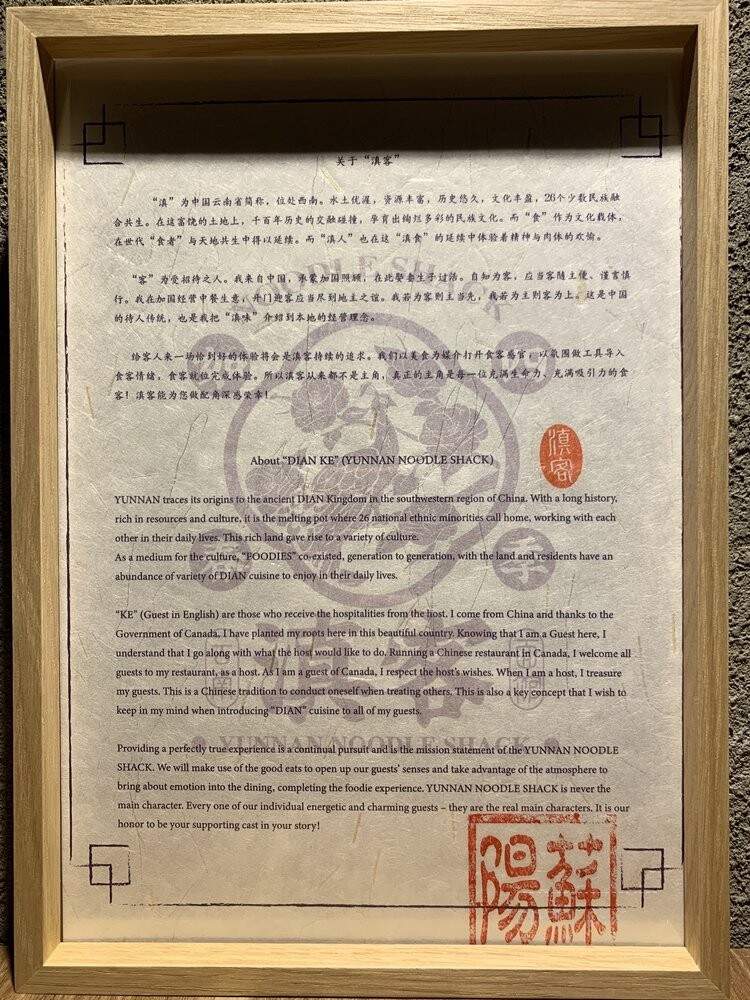 关于“滇客”
“滇”为中国云南省简称，位处西南。水土优渥，资源丰富，历史悠久，文化丰盈，26个少数民族融
合共生。在这富饶的土地上，千百年历史的交融碰撞，孕育出绚烂多彩的民族文化。而“食”作为文化载体，
在世代“食者”与天地共生中得以延续。而“滇人”也在这“滇食”的延续中体验着精神与肉体的欢愉。
“客”为受招待之人。我来自中国，承蒙加国照顾，在此娶妻生子过活。自知为客，应当客随主便、谨言慎
行。我在加国经营中餐生意，开门迎客应当尽到地主之谊。我若为客则主当先，我若为主则客为上。这是中国
的待人传统，也是我把“滇味”介绍到本地的经营理念。
给客人来一场恰到好的体验将会是滇客持续的追求。我们以美食为媒介打开食客感官，以氛围做工具导入
食客情绪，食客就位完成体验。所以滇客从来都不是主角，真正的主角是每一位充满生命力、充满吸引力的食
客！滇客能为您做配角深感荣幸！
滇客
About “DIAN KE” (YUNNAN NOODLE SHACK)
YUNNAN traces its origins to the ancient DIAN Kingdom in the southwestern region of China. With a long history,
rich in resources and culture, it is the melting pot where 26 national ethnic minorities call home, working with each
other in their daily lives. This rich land gave rise to a variety of culture.
As a medium for the culture, “FOODIES” co-existed, generation to generation, with the land and residents have an
abundance of variety of DIAN cuisine to enjoy in their daily lives.
“KE” (Guest in English) are those who receive the hospitalities from the host. I come from China and thanks to the
Government of Canada, I have planted my roots here in this beautiful country. Knowing that I am a Guest here, I
understand that I go along with what the host would like to do. Running a Chinese restaurant in Canada, I welcome all
guests to my restaurant, as a host. As I am a guest of Canada, I respect the host’s wishes. When I am a host, I treasure
my guests. This is a Chinese tradition to conduct oneself when treating others. This is also a key concept that I wish to
keep in my mind when introducing “DIAN” cuisine to all of my guests.
Providing a perfectly true experience is a continual pursuit and is the mission statement of the YUNNAN NOODLE
SHACK. We will make use of the good eats to open up our guests’ senses and take advantage of the atmosphere to
bring about emotion into the dining, completing the foodie experience. YUNNAN NOODLE SHACK is never the
main character. Every one of our individual energetic and charming guests – they are the real main characters. It is our
honor to be your supporting cast in your story!
NOODLE SHACK
滇客
YUNNAN NOODLE SHACK
陽蘇